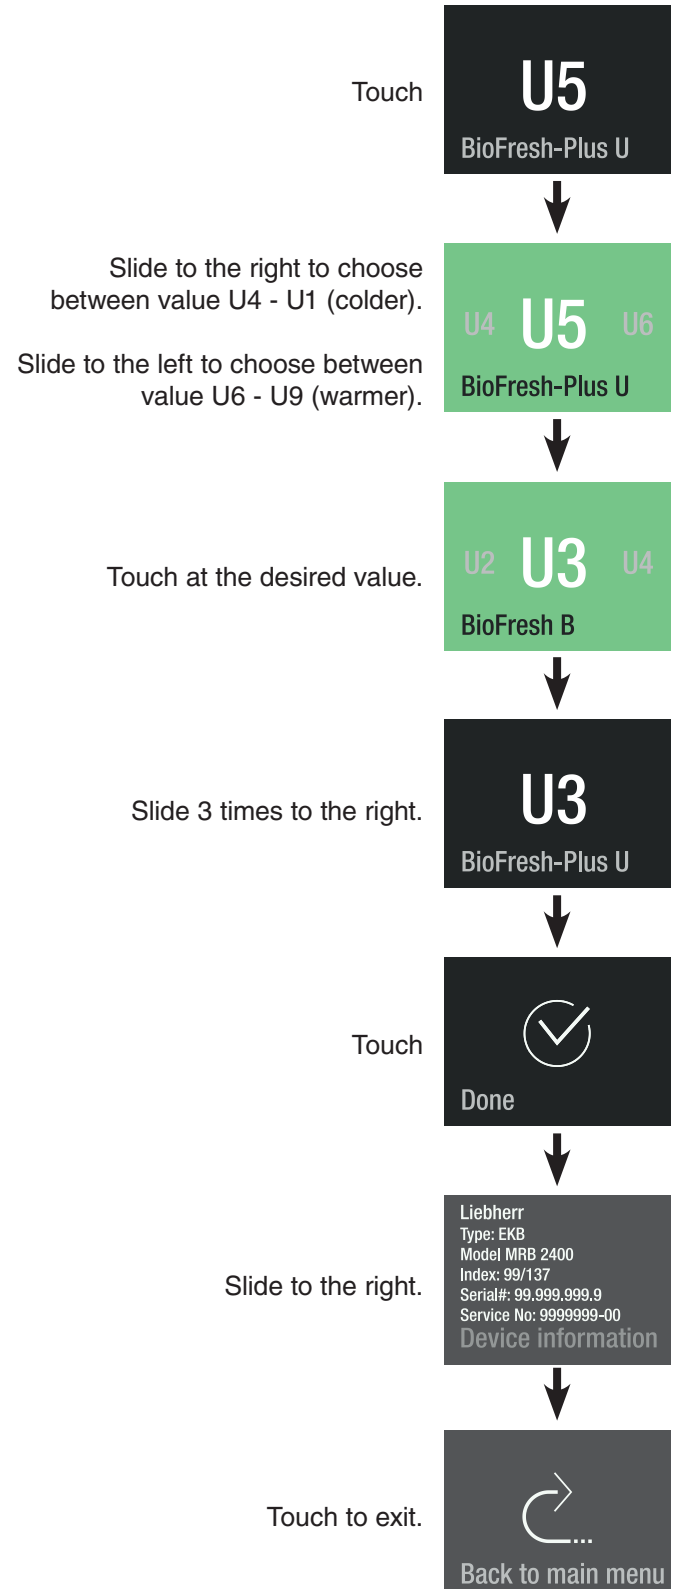 Touch
U5
BioFresh-Plus U
Slide to the right to choose
between value U4 - U1 (colder).
Slide to the left to choose between
value U6 - U9 (warmer).
U4 U5 U6
BioFresh-Plus U
Touch at the desired value.
U2 U3 U4
BioFresh B
Slide 3 times to the right.
U3
BioFresh-Plus U
Touch
Done
Slide to the right.
Liebherr
Type: EKB
Model MRB 2400
Index: 99/137
Serial#: 99.999.999.9
Service No: 9999999-00
Device information
Touch to exit.
Back to main menu